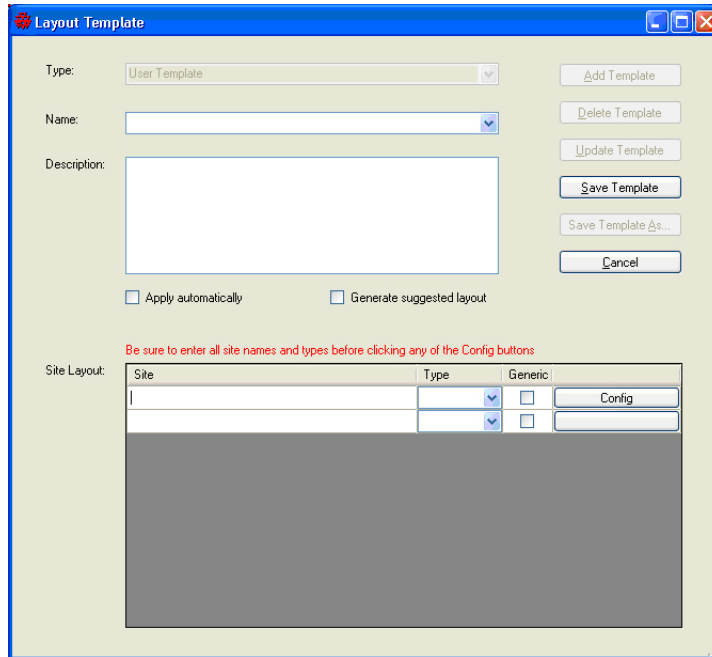 Layout Template
Type:
User Template
Add Template
Name:
Delete Template
Update Template
Description:
Save Template
Save Template As...
Cancel
Apply automatically
Generate suggested layout
Be sure to enter all site names and types before clicking any of the Config buttons
Site Layout:
Site Type Generic
Config